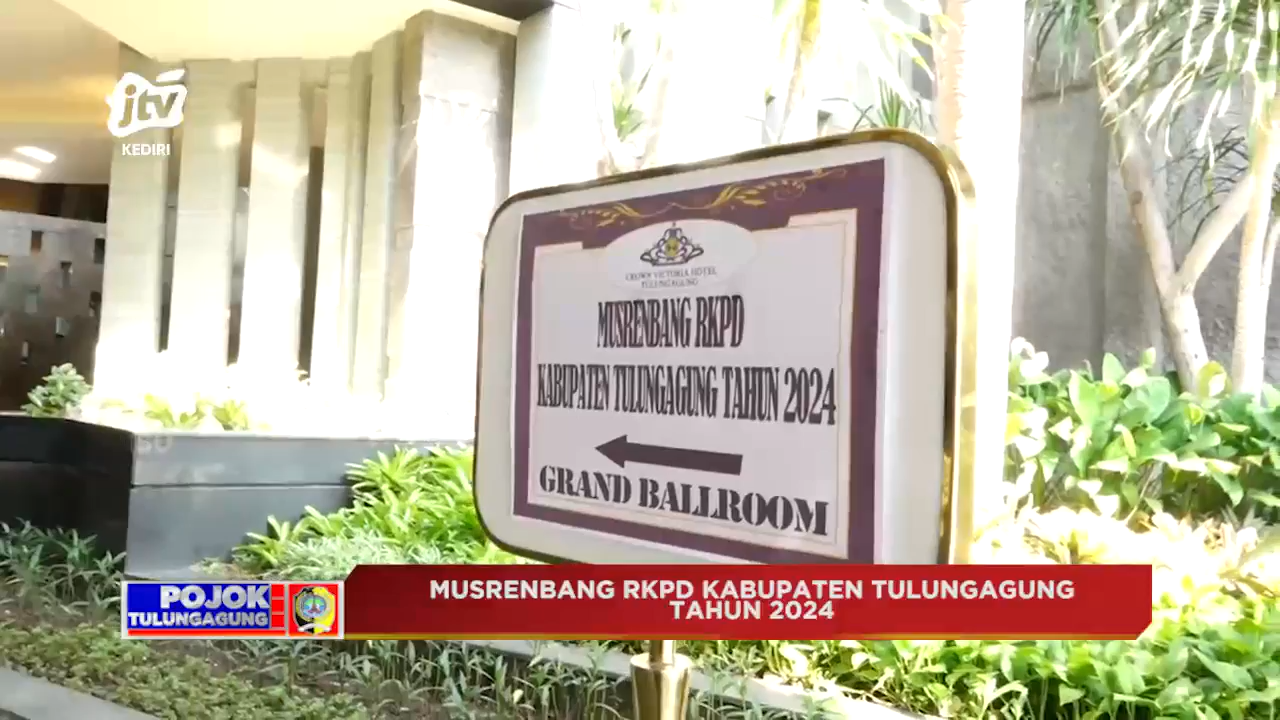 jtv
KEDIRI
CROWN VICTORIA HOTEL
TULUNGAGUNG
MUSRENBANG RKPD
KABUPATEN TULUNGAGUNG TAHUN 2024
GRAND BALLROOM
POJOK
TULUNGAGUNG
MUSRENBANG RKPD KABUPATEN TULUNGAGUNG
TAHUN 2024